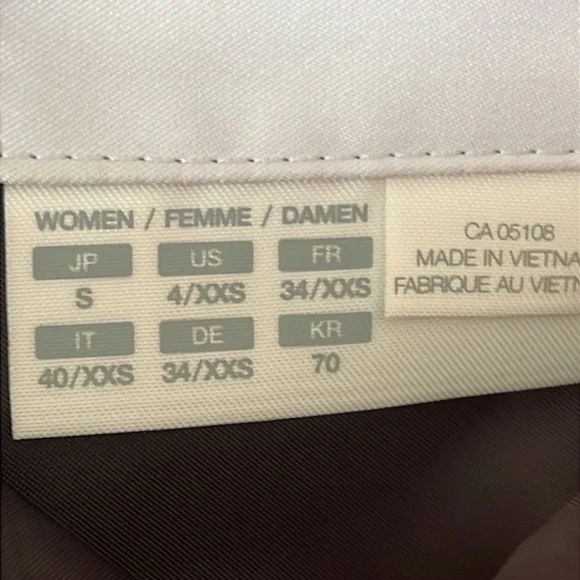 WOMEN / FEMME / DAMEN
JP US FR
S 4/XXS 34/XXS
IT DE KR
40/XXS 34/XXS 70
CA 05108
MADE IN VIETNA
FABRIQUE AU VIETN